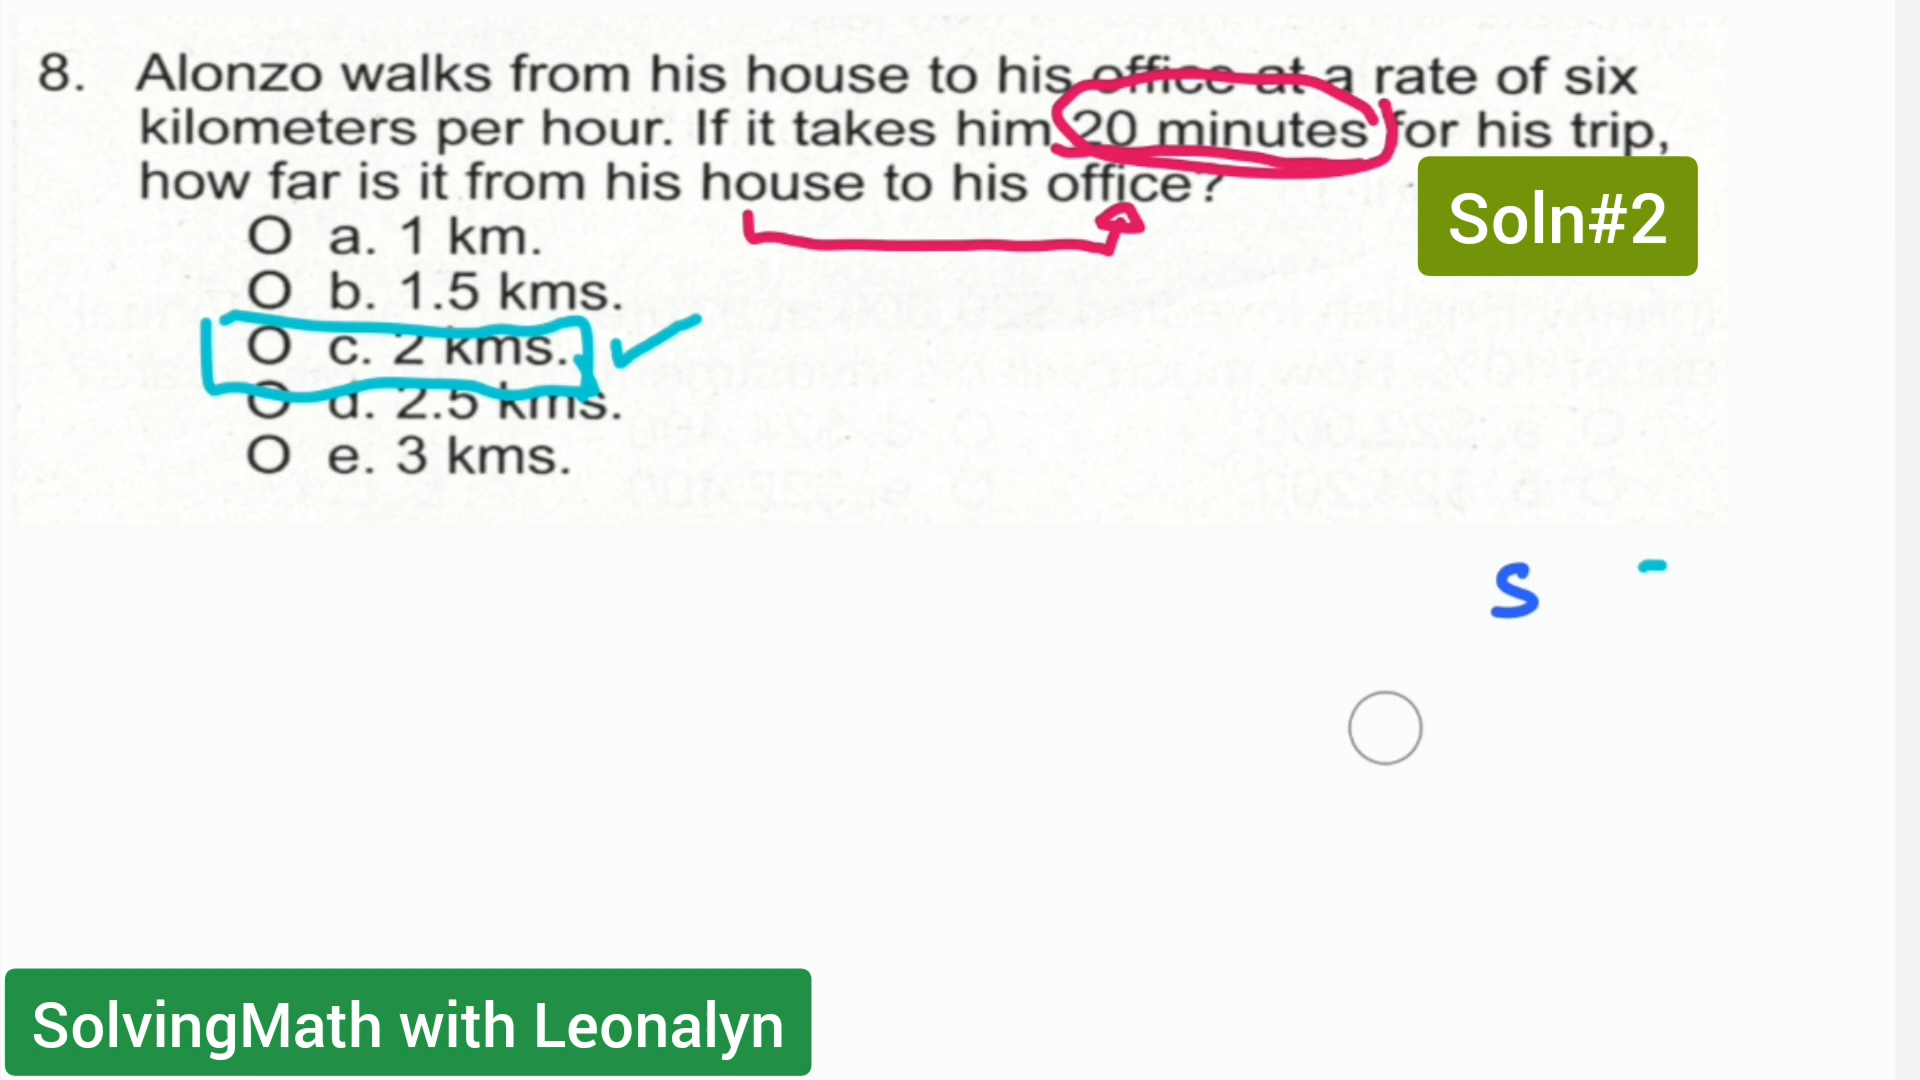 8. Alonzo walks from his house to his office at a rate of six
kilometers per hour. If it takes him 20 minutes for his trip,
how far is it from his house to his office?
Soln#2
O a. 1 km.
O b. 1.5 kms.
O c. 2 kms.
O d. 2.5 kms.
O e. 3 kms.
S -
SolvingMath with Leonalyn